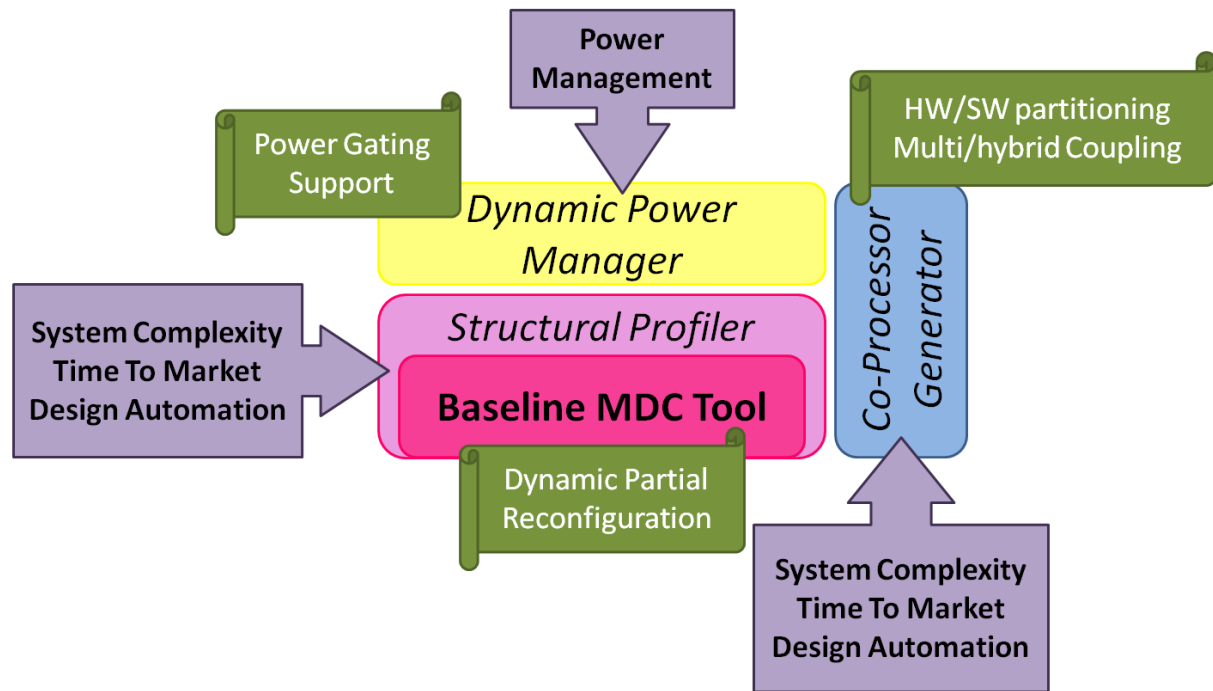 Power
Management
HW/SW partitioning
Multi/hybrid Coupling
Power Gating
Support
Dynamic Power
Manager
Co-Processor
Generator
System Complexity
Time To Market
Design Automation
Structural Profiler
Baseline MDC Tool
Dynamic Partial
Reconfiguration
System Complexity
Time To Market
Design Automation